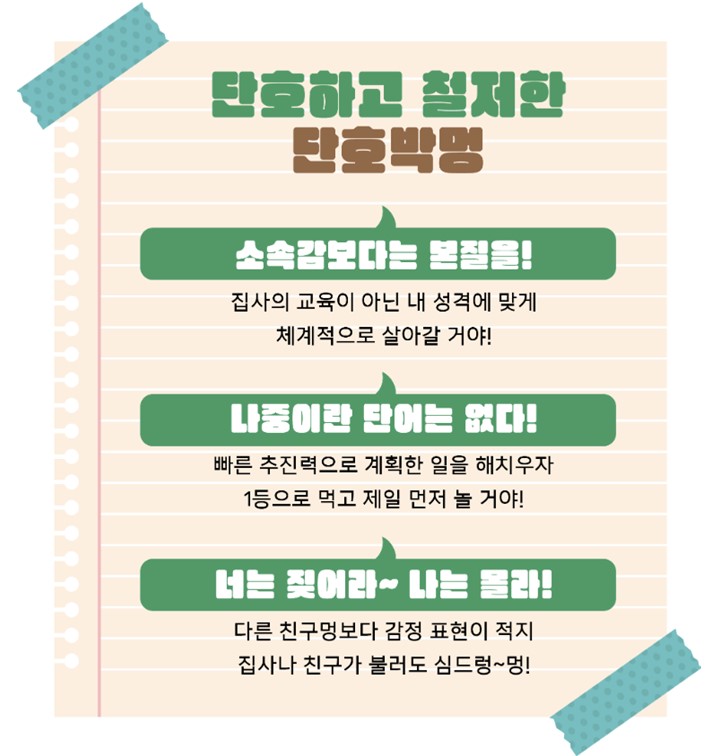 단호하고 철저한
단호박멍
소속감보다는 본질을!
집사의 교육이 아닌 내 성격에 맞게
체계적으로 살아갈 거야!
나중이란 단어는 없다!
빠른 추진력으로 계획한 일을 해치우자
1등으로 먹고 제일 먼저 놀 거야!
너는 짖어라~ 나는 몰라!
다른 친구멍보다 감정 표현이 적지
집사나 친구가 불러도 심드렁~멍!